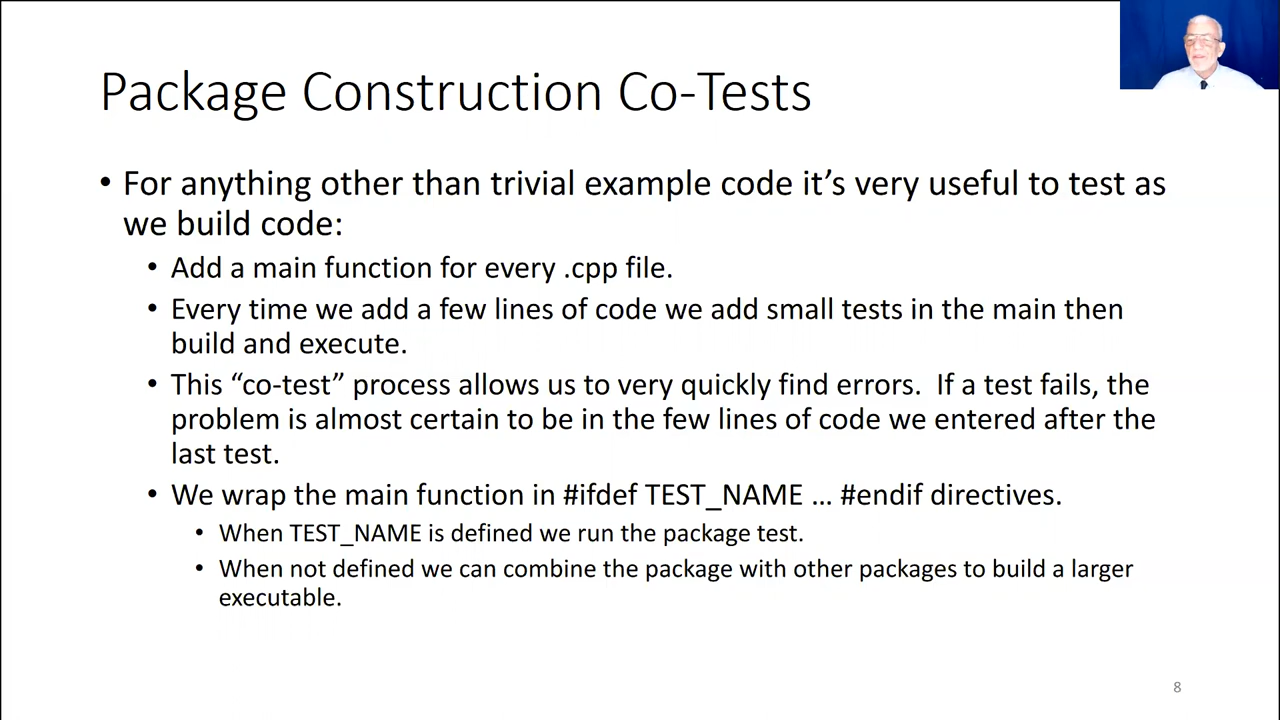 Package Construction Co-Tests
• For anything other than trivial example code it’s very useful to test as
we build code:
• Add a main function for every .cpp file.
• Every time we add a few lines of code we add small tests in the main then
build and execute.
• This “co-test” process allows us to very quickly find errors.  If a test fails, the
problem is almost certain to be in the few lines of code we entered after the
last test.
• We wrap the main function in #ifdef TEST_NAME … #endif directives.
• When TEST_NAME is defined we run the package test.
• When not defined we can combine the package with other packages to build a larger
executable.
8